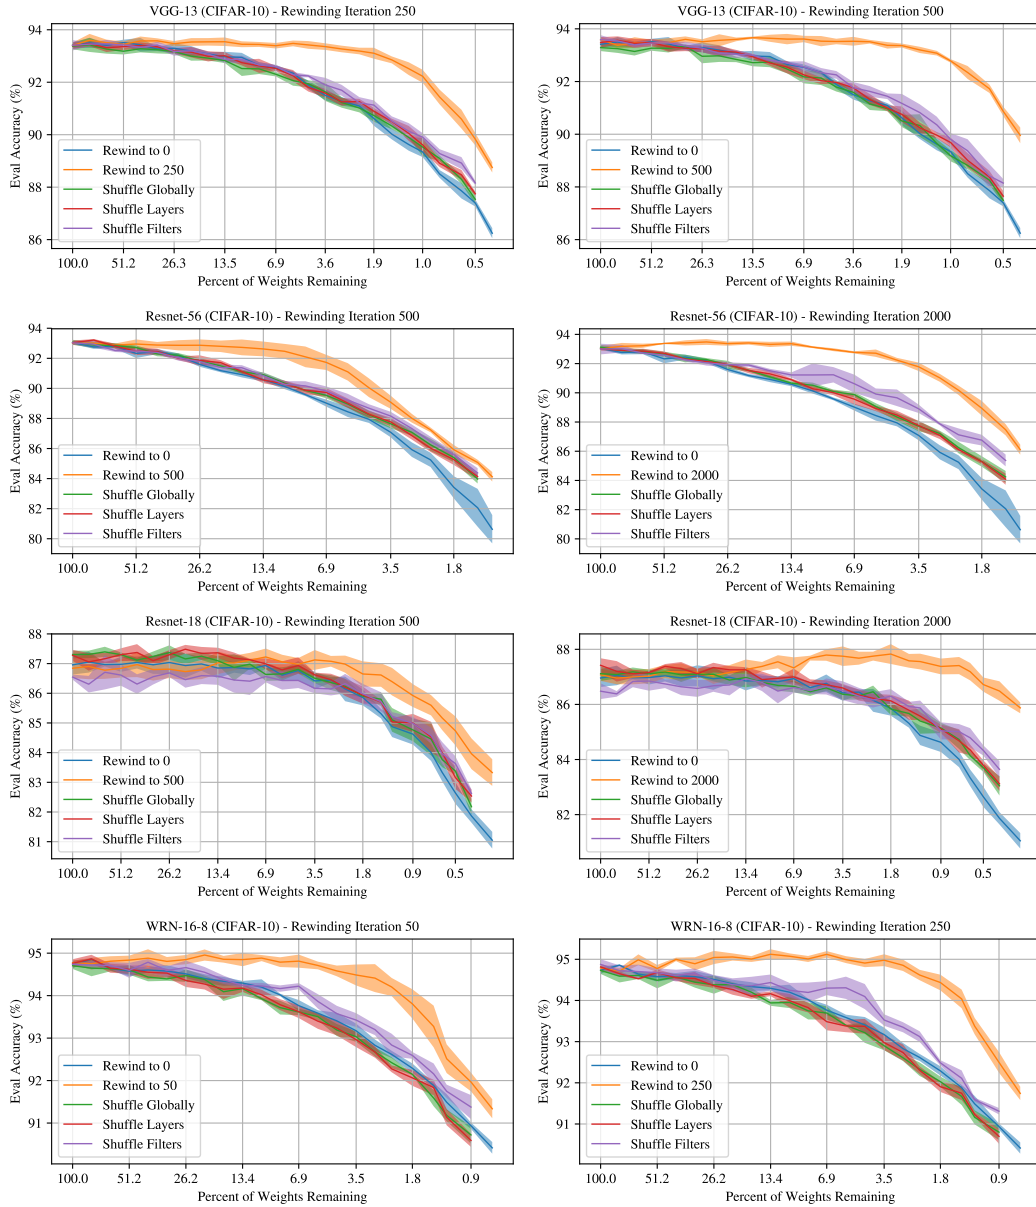 VGG-13 (CIFAR-10) - Rewinding Iteration 250
94
92
90
88
86
Eval Accuracy (%)
Rewind to 0
Rewind to 250
Shuffle Globally
Shuffle Layers
Shuffle Filters
100.0 51.2 26.3 13.5 6.9 3.6 1.9 1.0 0.5
Percent of Weights Remaining
VGG-13 (CIFAR-10) - Rewinding Iteration 500
94
92
90
88
86
Eval Accuracy (%)
Rewind to 0
Rewind to 500
Shuffle Globally
Shuffle Layers
Shuffle Filters
100.0 51.2 26.3 13.5 6.9 3.6 1.9 1.0 0.5
Percent of Weights Remaining
Resnet-56 (CIFAR-10) - Rewinding Iteration 500
94
92
90
88
86
84
82
80
Eval Accuracy (%)
Rewind to 0
Rewind to 500
Shuffle Globally
Shuffle Layers
Shuffle Filters
100.0 51.2 26.2 13.4 6.9 3.5 1.8
Percent of Weights Remaining
Resnet-56 (CIFAR-10) - Rewinding Iteration 2000
94
92
90
88
86
84
82
80
Eval Accuracy (%)
Rewind to 0
Rewind to 2000
Shuffle Globally
Shuffle Layers
Shuffle Filters
100.0 51.2 26.2 13.4 6.9 3.5 1.8
Percent of Weights Remaining
Resnet-18 (CIFAR-10) - Rewinding Iteration 500
88
87
86
85
84
83
82
81
Eval Accuracy (%)
Rewind to 0
Rewind to 500
Shuffle Globally
Shuffle Layers
Shuffle Filters
100.0 51.2 26.2 13.4 6.9 3.5 1.8 0.9 0.5
Percent of Weights Remaining
Resnet-18 (CIFAR-10) - Rewinding Iteration 2000
88
86
84
82
Eval Accuracy (%)
Rewind to 0
Rewind to 2000
Shuffle Globally
Shuffle Layers
Shuffle Filters
100.0 51.2 26.2 13.4 6.9 3.5 1.8 0.9 0.5
Percent of Weights Remaining
WRN-16-8 (CIFAR-10) - Rewinding Iteration 50
95
94
93
92
91
Eval Accuracy (%)
Rewind to 0
Rewind to 50
Shuffle Globally
Shuffle Layers
Shuffle Filters
100.0 51.2 26.2 13.4 6.9 3.5 1.8 0.9
Percent of Weights Remaining
WRN-16-8 (CIFAR-10) - Rewinding Iteration 250
95
94
93
92
91
Eval Accuracy (%)
Rewind to 0
Rewind to 250
Shuffle Globally
Shuffle Layers
Shuffle Filters
100.0 51.2 26.2 13.4 6.9 3.5 1.8 0.9
Percent of Weights Remaining